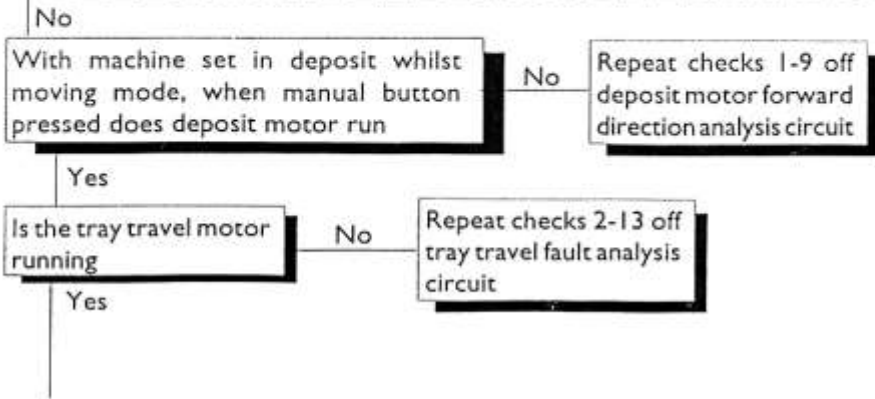 No
With machine set in deposit whilst
moving mode, when manual button
pressed does deposit motor run
No
Repeat checks 1-9 off
deposit motor forward
direction analysis circuit
Yes
Is the tray travel motor
running
No
Repeat checks 2-13 off
tray travel fault analysis
circuit
Yes